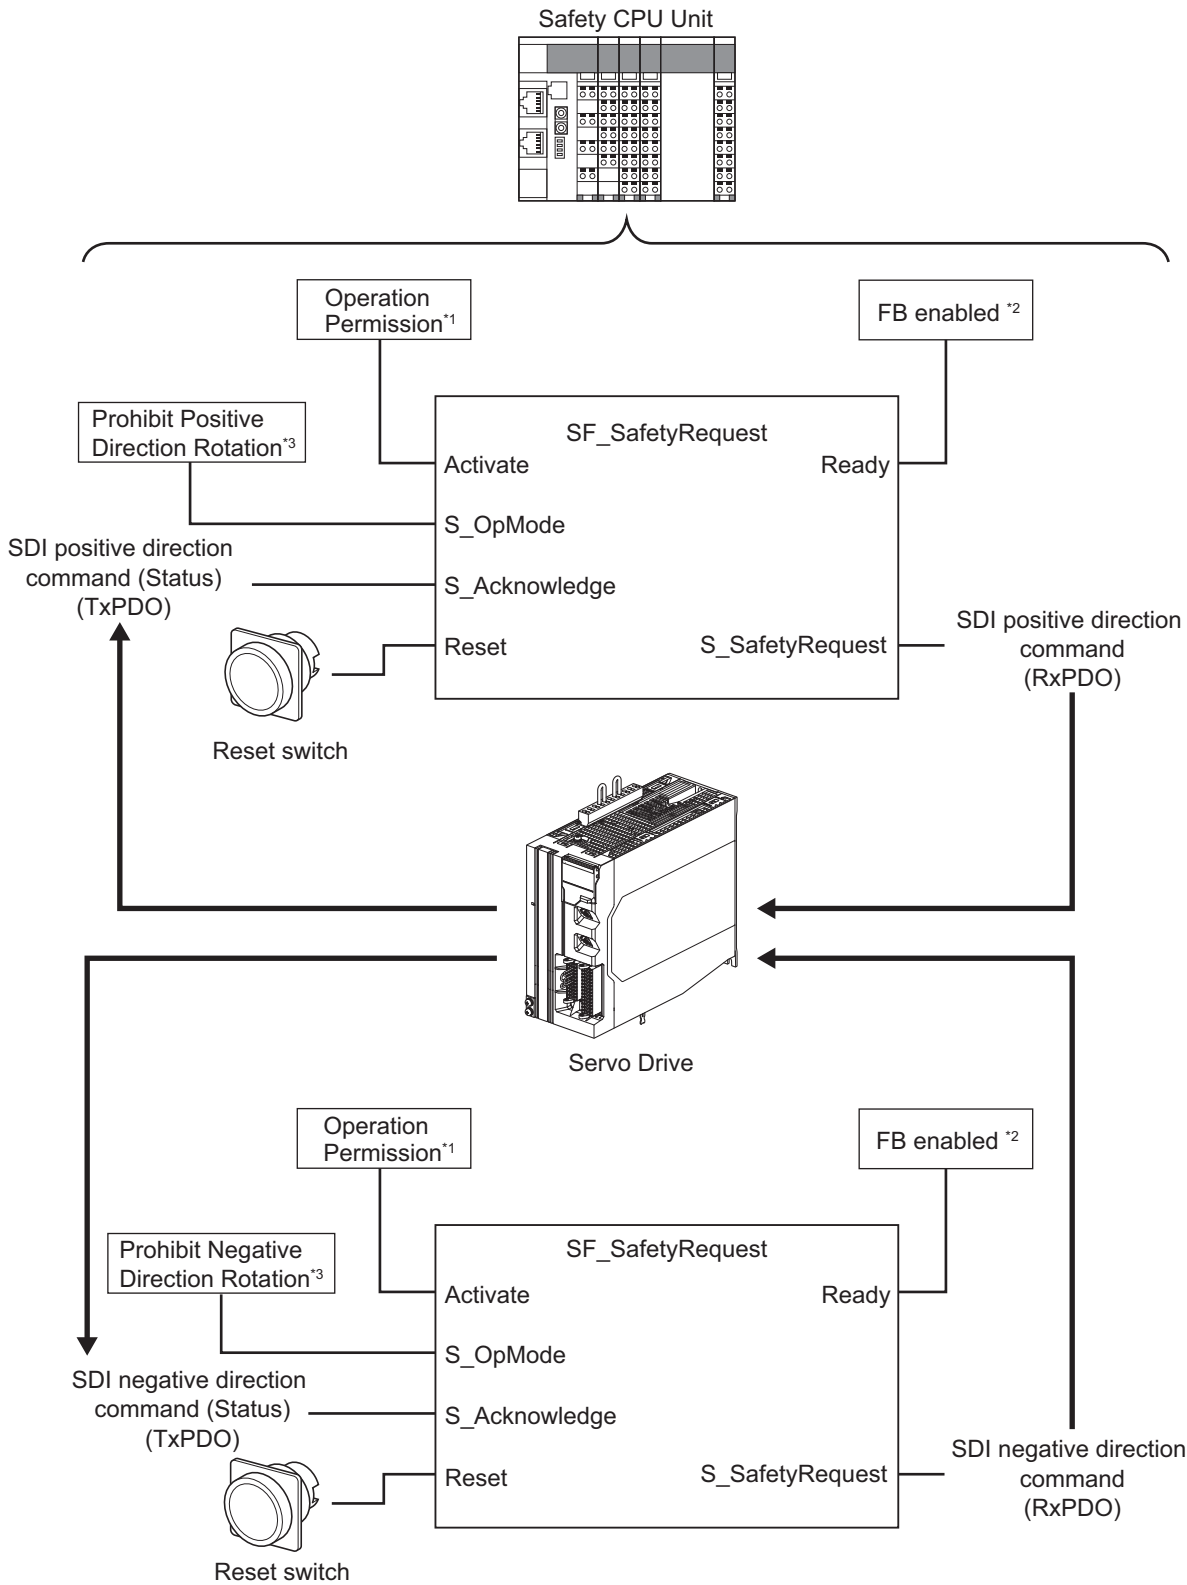 Safety CPU Unit
Operation
Permission*1
FB enabled *2
Prohibit Positive
Direction Rotation*3
SF_SafetyRequest
Activate
Ready
S_OpMode
SDI positive direction
command (Status)
(TxPDO)
S_Acknowledge
Reset
S_SafetyRequest
SDI positive direction
command
(RxPDO)
Reset switch
Servo Drive
Operation
Permission*1
FB enabled *2
Prohibit Negative
Direction Rotation*3
SF_SafetyRequest
Activate
Ready
S_OpMode
SDI negative direction
command (Status)
(TxPDO)
S_Acknowledge
Reset
S_SafetyRequest
SDI negative direction
command
(RxPDO)
Reset switch